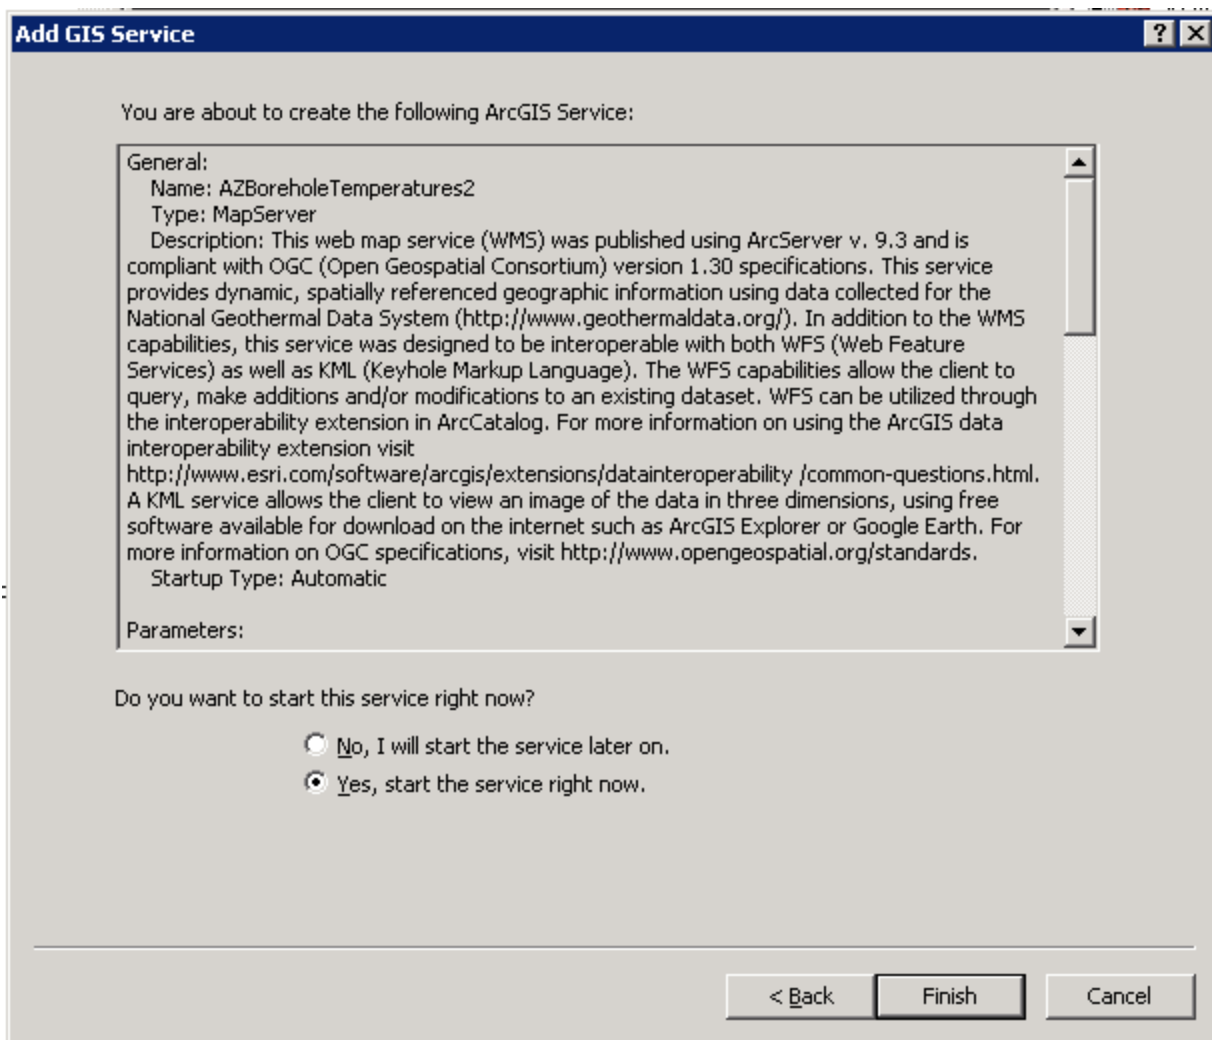 Add GIS Service
You are about to create the following ArcGIS Service:
General:
Name: AZBoreholeTemperatures2
Type: MapServer
Description: This web map service (WMS) was published using ArcServer v. 9.3 and is
compliant with OGC (Open Geospatial Consortium) version 1.30 specifications. This service
provides dynamic, spatially referenced geographic information using data collected for the
National Geothermal Data System (http://www.geothermaldata.org/). In addition to the WMS
capabilities, this service was designed to be interoperable with both WFS (Web Feature
Services) as well as KML (Keyhole Markup Language). The WFS capabilities allow the client to
query, make additions and/or modifications to an existing dataset. WFS can be utilized through
the interoperability extension in ArcCatalog. For more information on using the ArcGIS data
interoperability extension visit
http://www.esri.com/software/arcgis/extensions/datainteroperability /common-questions.html.
A KML service allows the client to view an image of the data in three dimensions, using free
software available for download on the internet such as ArcGIS Explorer or Google Earth. For
more information on OGC specifications, visit http://www.opengeospatial.org/standards.
Startup Type: Automatic
Parameters:
Do you want to start this service right now?
No, I will start the service later on.
Yes, start the service right now.
< Back Finish Cancel